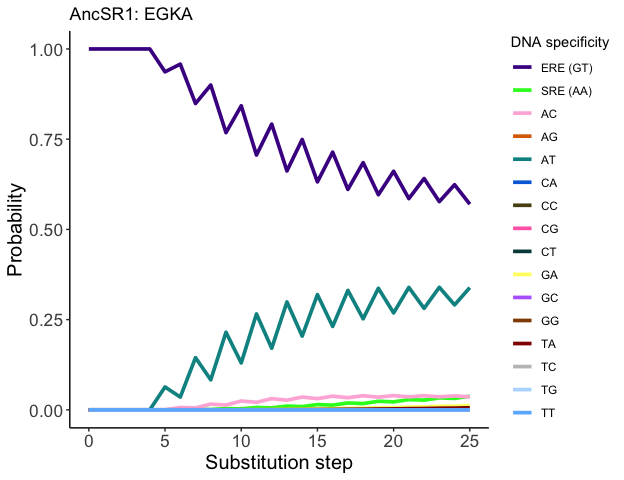 AncSR1: EGKA
DNA specificity
ERE (GT)
SRE (AA)
AC
AG
AT
CA
CC
CG
CT
GA
GC
GG
TA
TC
TG
TT
Probability
1.00
0.75
0.50
0.25
0.00
0 5 10 15 20 25
Substitution step